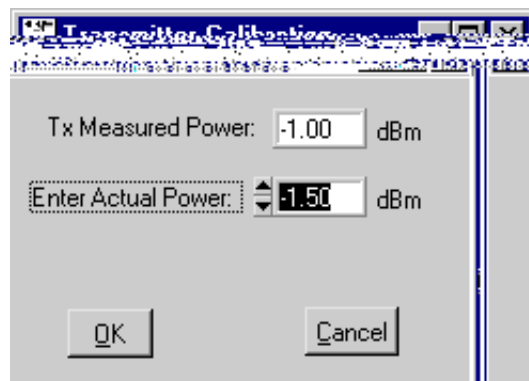 Transmitter Calibration
Tx Measured Power: -1.00 dBm
Enter Actual Power: -1.50 dBm
OK Cancel